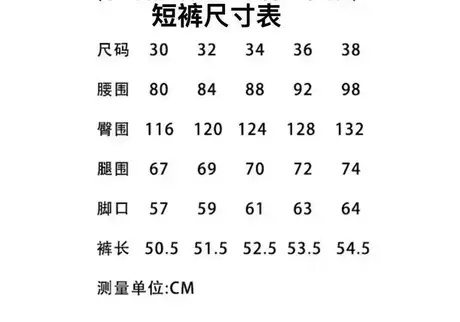 短裤尺寸表
尺码 30 32 34 36 38
腰围 80 84 88 92 98
臀围 116 120 124 128 132
腿围 67 69 70 72 74
脚口 57 59 61 63 64
裤长 50.5 51.5 52.5 53.5 54.5
测量单位:CM